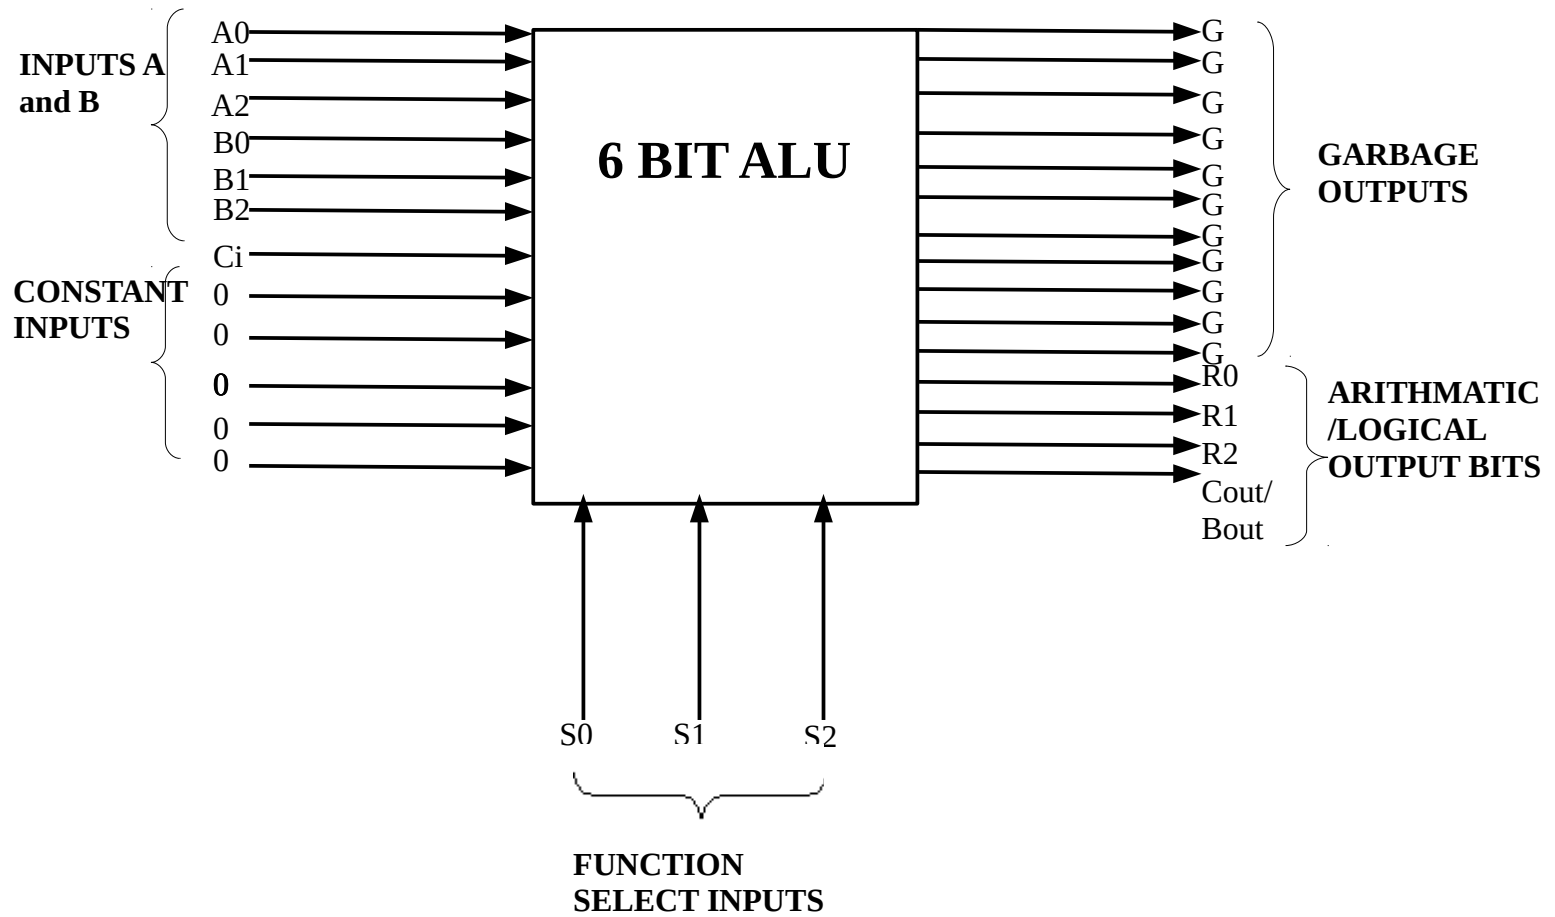 INPUTS A
and B
A0
A1
A2
B0
B1
B2
Ci
CONSTANT
INPUTS
0
0
0
0
0
6 BIT ALU
G
G
G
G
G
G
G
G
G
G
G
GARBAGE
OUTPUTS
R0
R1
R2
Cout/
Bout
ARITHMATIC
/LOGICAL
OUTPUT BITS
S0
S1
S2
FUNCTION
SELECT INPUTS